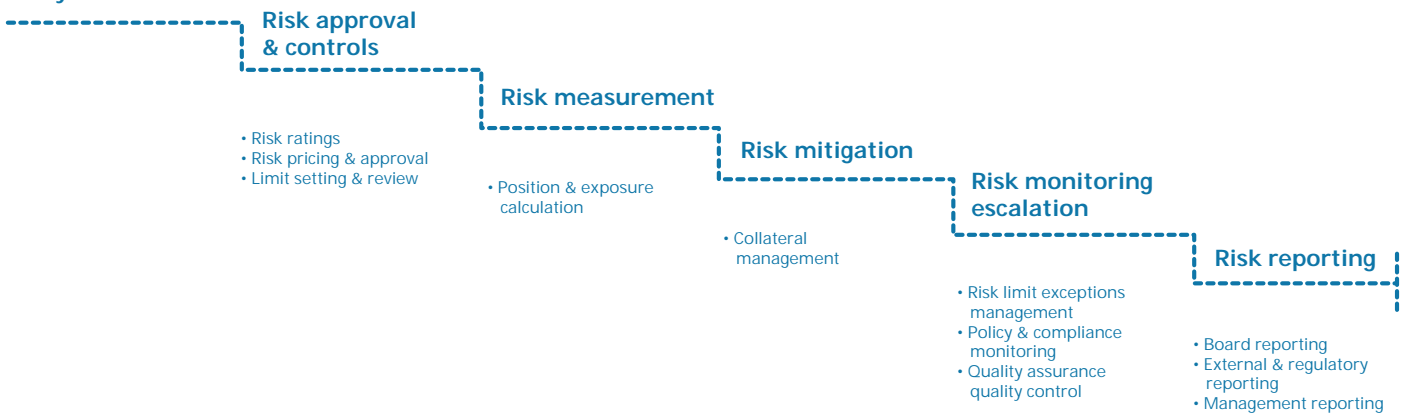 Risk approval
& controls
• Risk ratings
• Risk pricing & approval
• Limit setting & review
Risk measurement
• Position & exposure
calculation
Risk mitigation
• Collateral
management
Risk monitoring
escalation
• Risk limit exceptions
management
• Policy & compliance
monitoring
• Quality assurance
quality control
Risk reporting
• Board reporting
• External & regulatory
reporting
• Management reporting